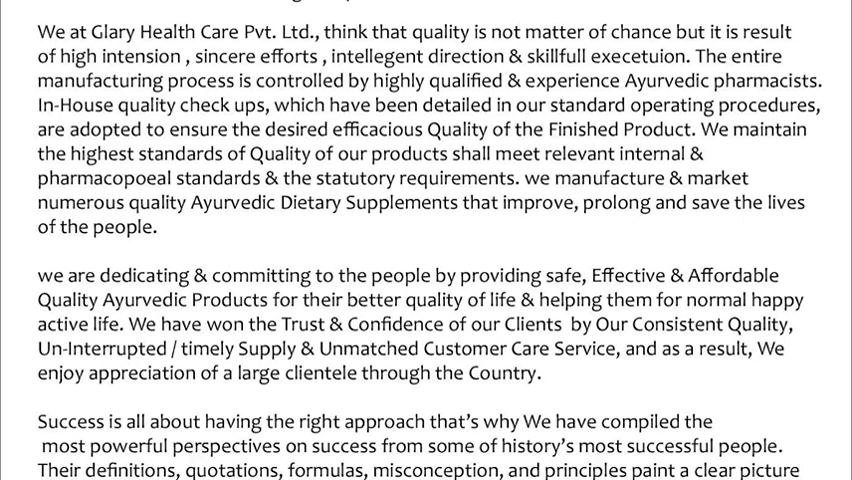 We at Glary Health Care Pvt. Ltd., think that quality is not matter of chance but it is result
of high intension , sincere efforts , intellegent direction & skillfull execetuion. The entire
manufacturing process is controlled by highly qualified & experience Ayurvedic pharmacists.
In-House quality check ups, which have been detailed in our standard operating procedures,
are adopted to ensure the desired efficacious Quality of the Finished Product. We maintain
the highest standards of Quality of our products shall meet relevant internal &
pharmacopoeal standards & the statutory requirements. we manufacture & market
numerous quality Ayurvedic Dietary Supplements that improve, prolong and save the lives
of the people.
we are dedicating & committing to the people by providing safe, Effective & Affordable
Quality Ayurvedic Products for their better quality of life & helping them for normal happy
active life. We have won the Trust & Confidence of our Clients  by Our Consistent Quality,
Un-Interrupted / timely Supply & Unmatched Customer Care Service, and as a result, We
enjoy appreciation of a large clientele through the Country.
Success is all about having the right approach that's why We have compiled the
most powerful perspectives on success from some of history's most successful people.
Their definitions, quotations, formulas, misconception, and principles paint a clear picture